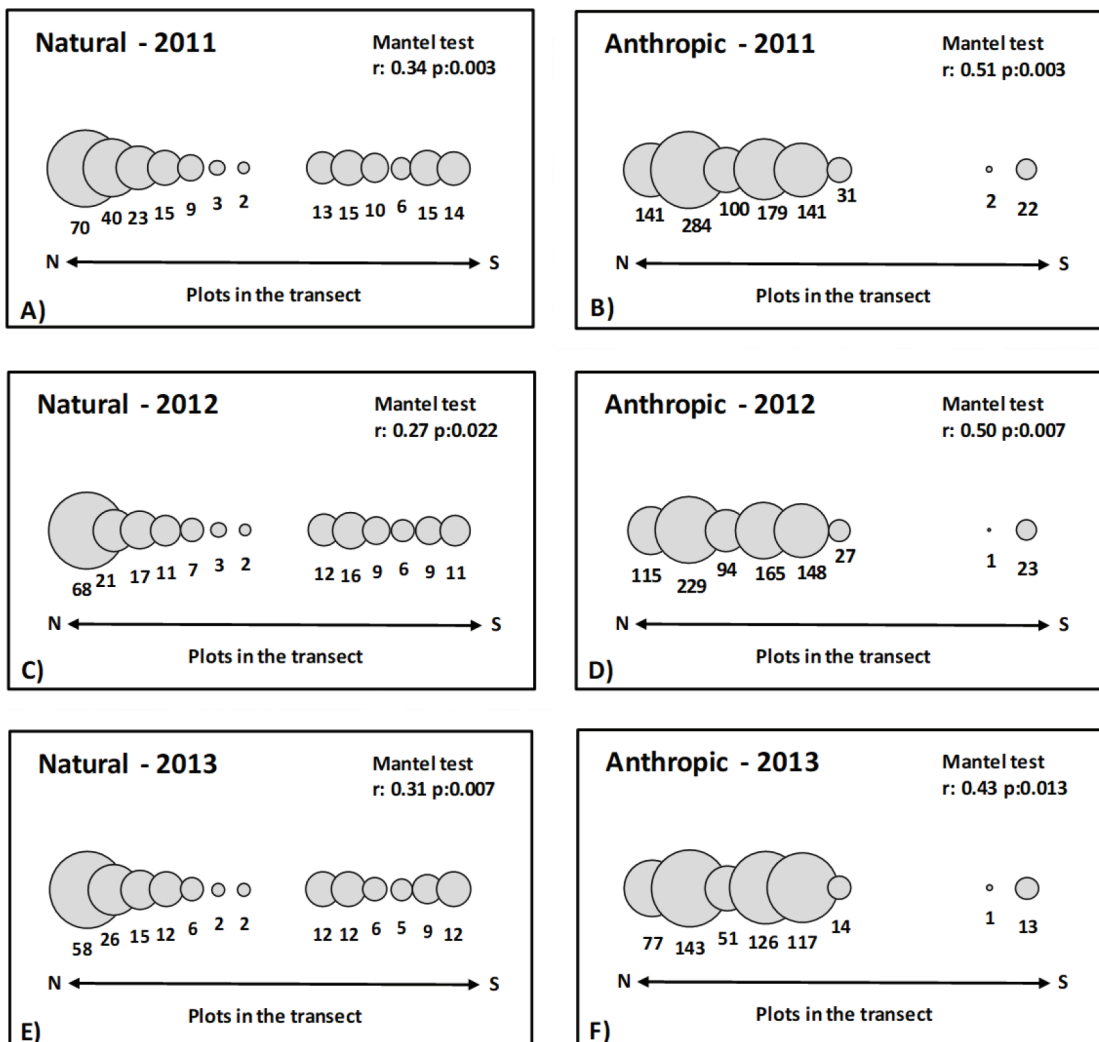 Natural - 2011
Mantel test
r: 0.34 p:0.003
70 40 23 15 9 3 2 13 15 10 6 15 14
N S
Plots in the transect
A)
Anthropic - 2011
Mantel test
r: 0.51 p:0.003
141 284 100 179 141 31 2 22
N S
Plots in the transect
B)
Natural - 2012
Mantel test
r: 0.27 p:0.022
68 21 17 11 7 3 2 12 16 9 6 9 11
N S
Plots in the transect
C)
Anthropic - 2012
Mantel test
r: 0.50 p:0.007
115 229 94 165 148 27 1 23
N S
Plots in the transect
D)
Natural - 2013
Mantel test
r: 0.31 p:0.007
58 26 15 12 6 2 2 12 12 6 5 9 12
N S
Plots in the transect
E)
Anthropic - 2013
Mantel test
r: 0.43 p:0.013
77 143 51 126 117 14 1 13
N S
Plots in the transect
F)